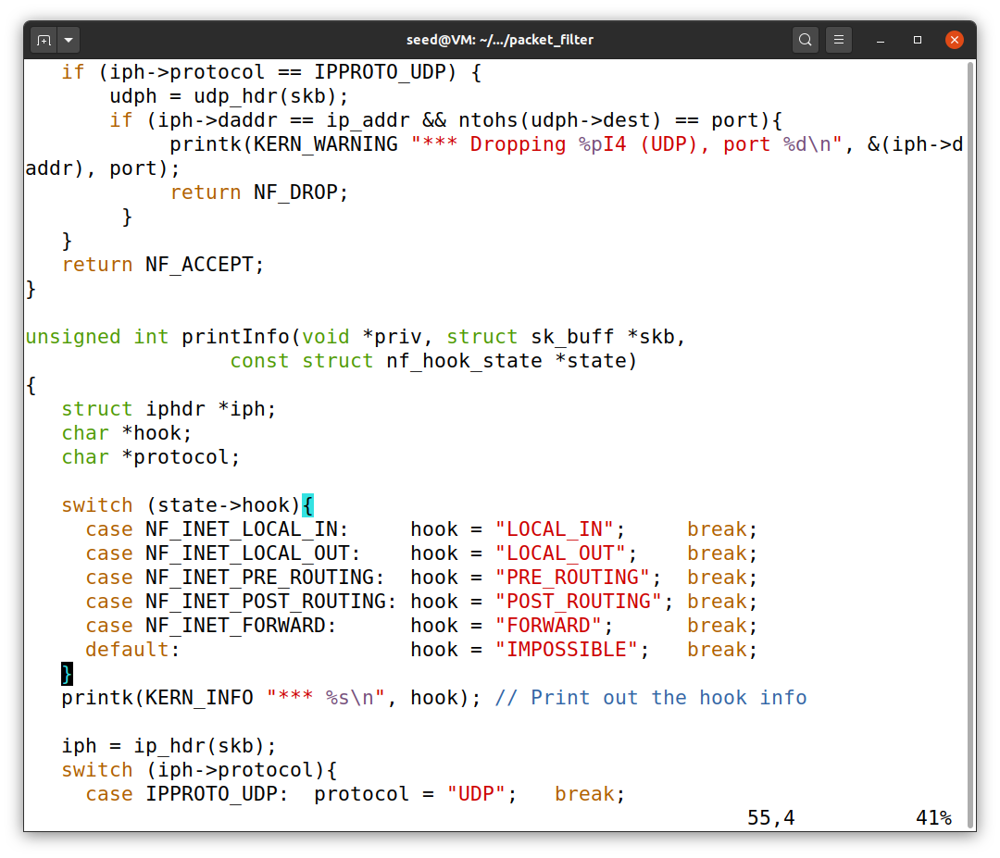 seed@VM: ~/.../packet_filter
   if (iph->protocol == IPPROTO_UDP) {
       udph = udp_hdr(skb);
       if (iph->daddr == ip_addr && ntohs(udph->dest) == port){
            printk(KERN_WARNING "*** Dropping %pI4 (UDP), port %d\n", &(iph->d
addr), port);
            return NF_DROP;
        }
   }
   return NF_ACCEPT;
}

unsigned int printInfo(void *priv, struct sk_buff *skb,
                 const struct nf_hook_state *state)
{
   struct iphdr *iph;
   char *hook;
   char *protocol;

   switch (state->hook){
     case NF_INET_LOCAL_IN:     hook = "LOCAL_IN";     break;
     case NF_INET_LOCAL_OUT:    hook = "LOCAL_OUT";    break;
     case NF_INET_PRE_ROUTING:  hook = "PRE_ROUTING";  break;
     case NF_INET_POST_ROUTING: hook = "POST_ROUTING"; break;
     case NF_INET_FORWARD:      hook = "FORWARD";      break;
     default:                   hook = "IMPOSSIBLE";   break;
   }
   printk(KERN_INFO "*** %s\n", hook); // Print out the hook info

   iph = ip_hdr(skb);
   switch (iph->protocol){
     case IPPROTO_UDP:  protocol = "UDP";   break;
55,4          41%